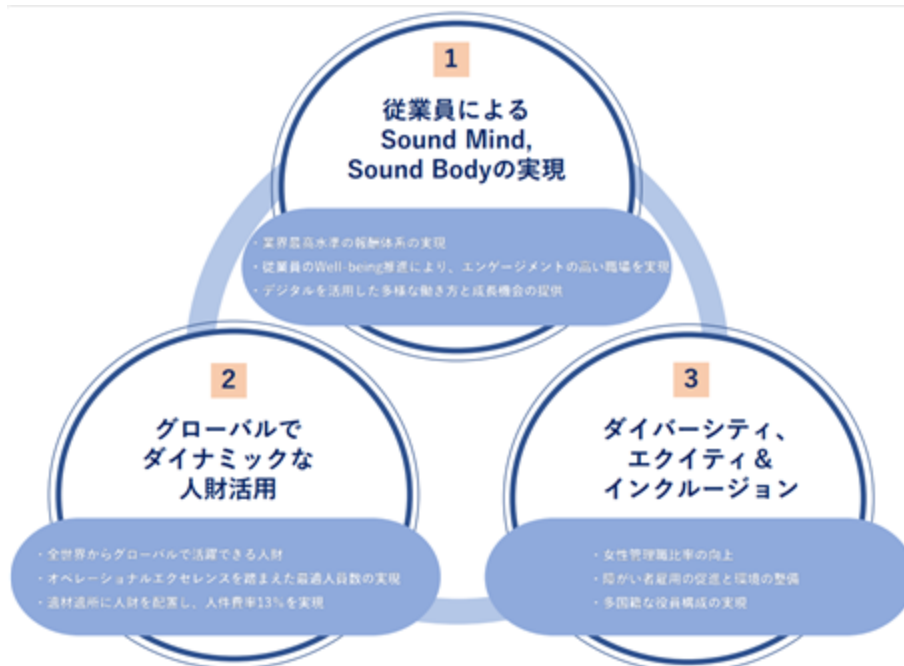 1
従業員による
Sound Mind,
Sound Bodyの実現
・業界最高水準の報酬体系の実現
・従業員のWell-being推進により、エンゲージメントの高い職場を実現
・デジタルを活用した多様な働き方と成長機会の提供
2
グローバルで
ダイナミックな
人財活用
・全世界からグローバルで活躍できる人財
・オペレーショナルエクセレンスを踏まえた最適人員数の実現
・適材適所に人財を配置し、人件費率13%を実現
3
ダイバーシティ、
エクイティ&
インクルージョン
・女性管理職比率の向上
・障がい者雇用の促進と環境の整備
・多国籍な役員構成の実現